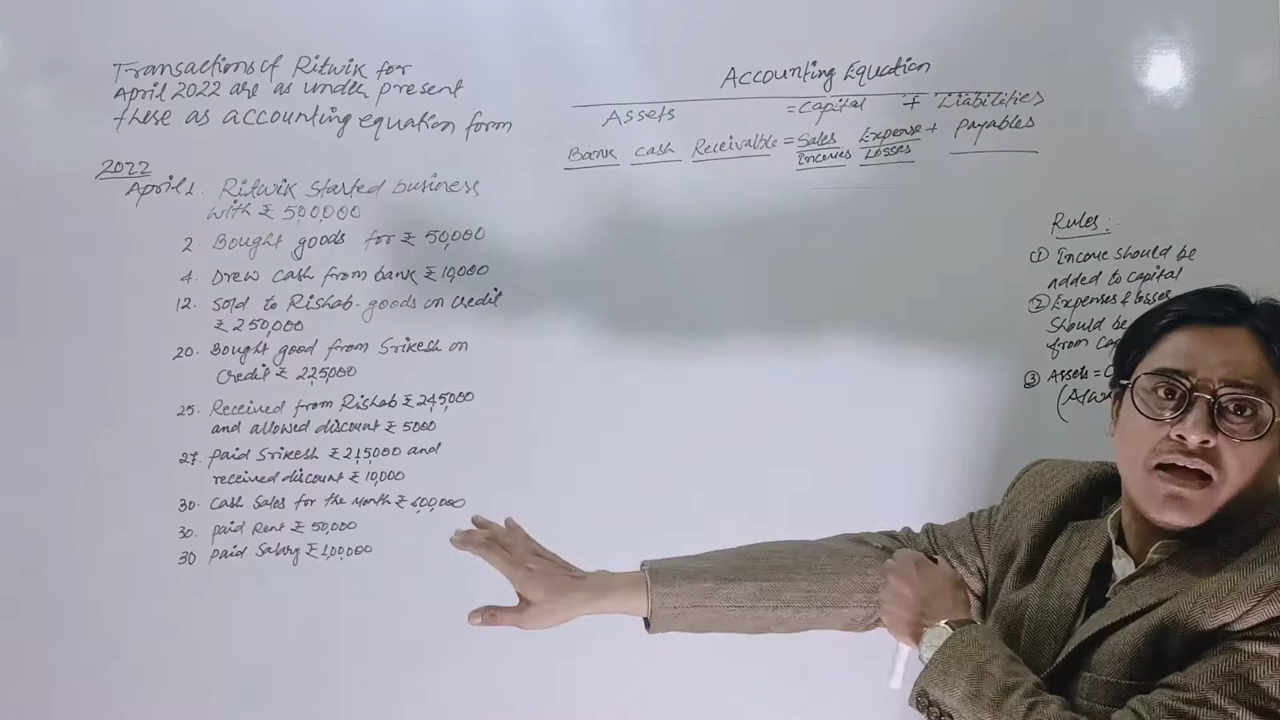 Transactions of Ritwik for
April 2022 are as under present
these as accounting equation form
2022
April 1. Ritwik started business
with ₹ 500,000
2. Bought goods for ₹ 50,000
4. Drew cash from bank ₹ 10,000
12. Sold to Rishab-goods on credit
₹ 250,000
20. Bought good from Srikesh on
credit ₹ 225,000
25. Received from Rishab ₹ 245,000
and allowed discount ₹ 5000
27. paid Srikesh ₹ 215,000 and
received discount ₹ 10,000
30. Cash Sales for the Month ₹ 600,000
30. paid Rent ₹ 50,000
30 paid Salary ₹ 100,000
Accounting Equation
Assets = Capital + Liabilities
Bank Cash Receivable = Sales Expense + Payables
Incomes Losses
Rules:-
① Income should be
added to capital
② Expenses & losses
should be
from
③ Assets =